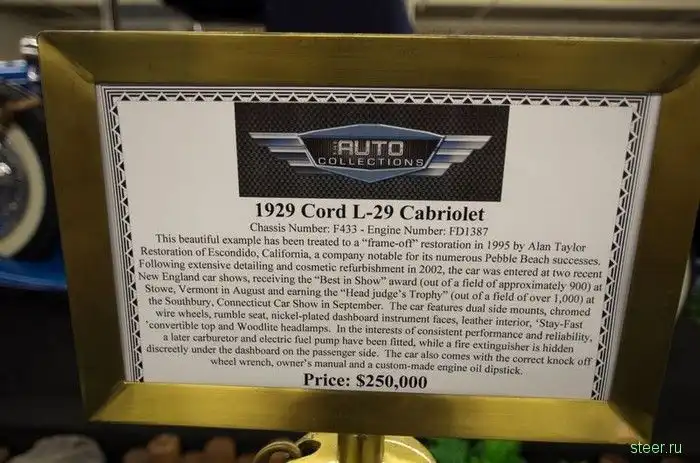 THE AUTO
COLLECTIONS
1929 Cord L-29 Cabriolet
Chassis Number: F433 - Engine Number: FD1387
This beautiful example has been treated to a “frame-off” restoration in 1995 by Alan Taylor
Restoration of Escondido, California, a company notable for its numerous Pebble Beach successes.
Following extensive detailing and cosmetic refurbishment in 2002, the car was entered at two recent
New England car shows, receiving the “Best in Show” award (out of a field of approximately 900) at
Stowe, Vermont in August and earning the “Head judge’s Trophy” (out of a field of over 1,000) at
the Southbury, Connecticut Car Show in September. The car features dual side mounts, chromed
wire wheels, rumble seat, nickel-plated dashboard instrument faces, leather interior, ‘Stay-Fast
’convertible top and Woodlite headlamps. In the interests of consistent performance and reliability,
a later carburetor and electric fuel pump have been fitted, while a fire extinguisher is hidden
discreetly under the dashboard on the passenger side. The car also comes with the correct knock off
wheel wrench, owner’s manual and a custom-made engine oil dipstick.
Price: $250,000
steer.ru